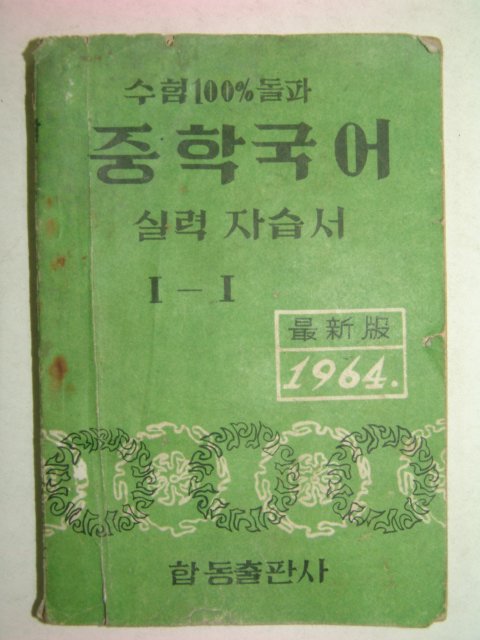 수험100%돌파
중학국어
실력 자습서
I-I
最新版
1964.
합동출판사